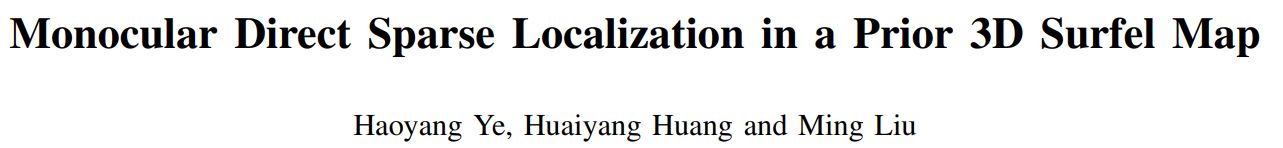 Monocular Direct Sparse Localization in a Prior 3D Surfel Map
Haoyang Ye, Huaiyang Huang and Ming Liu